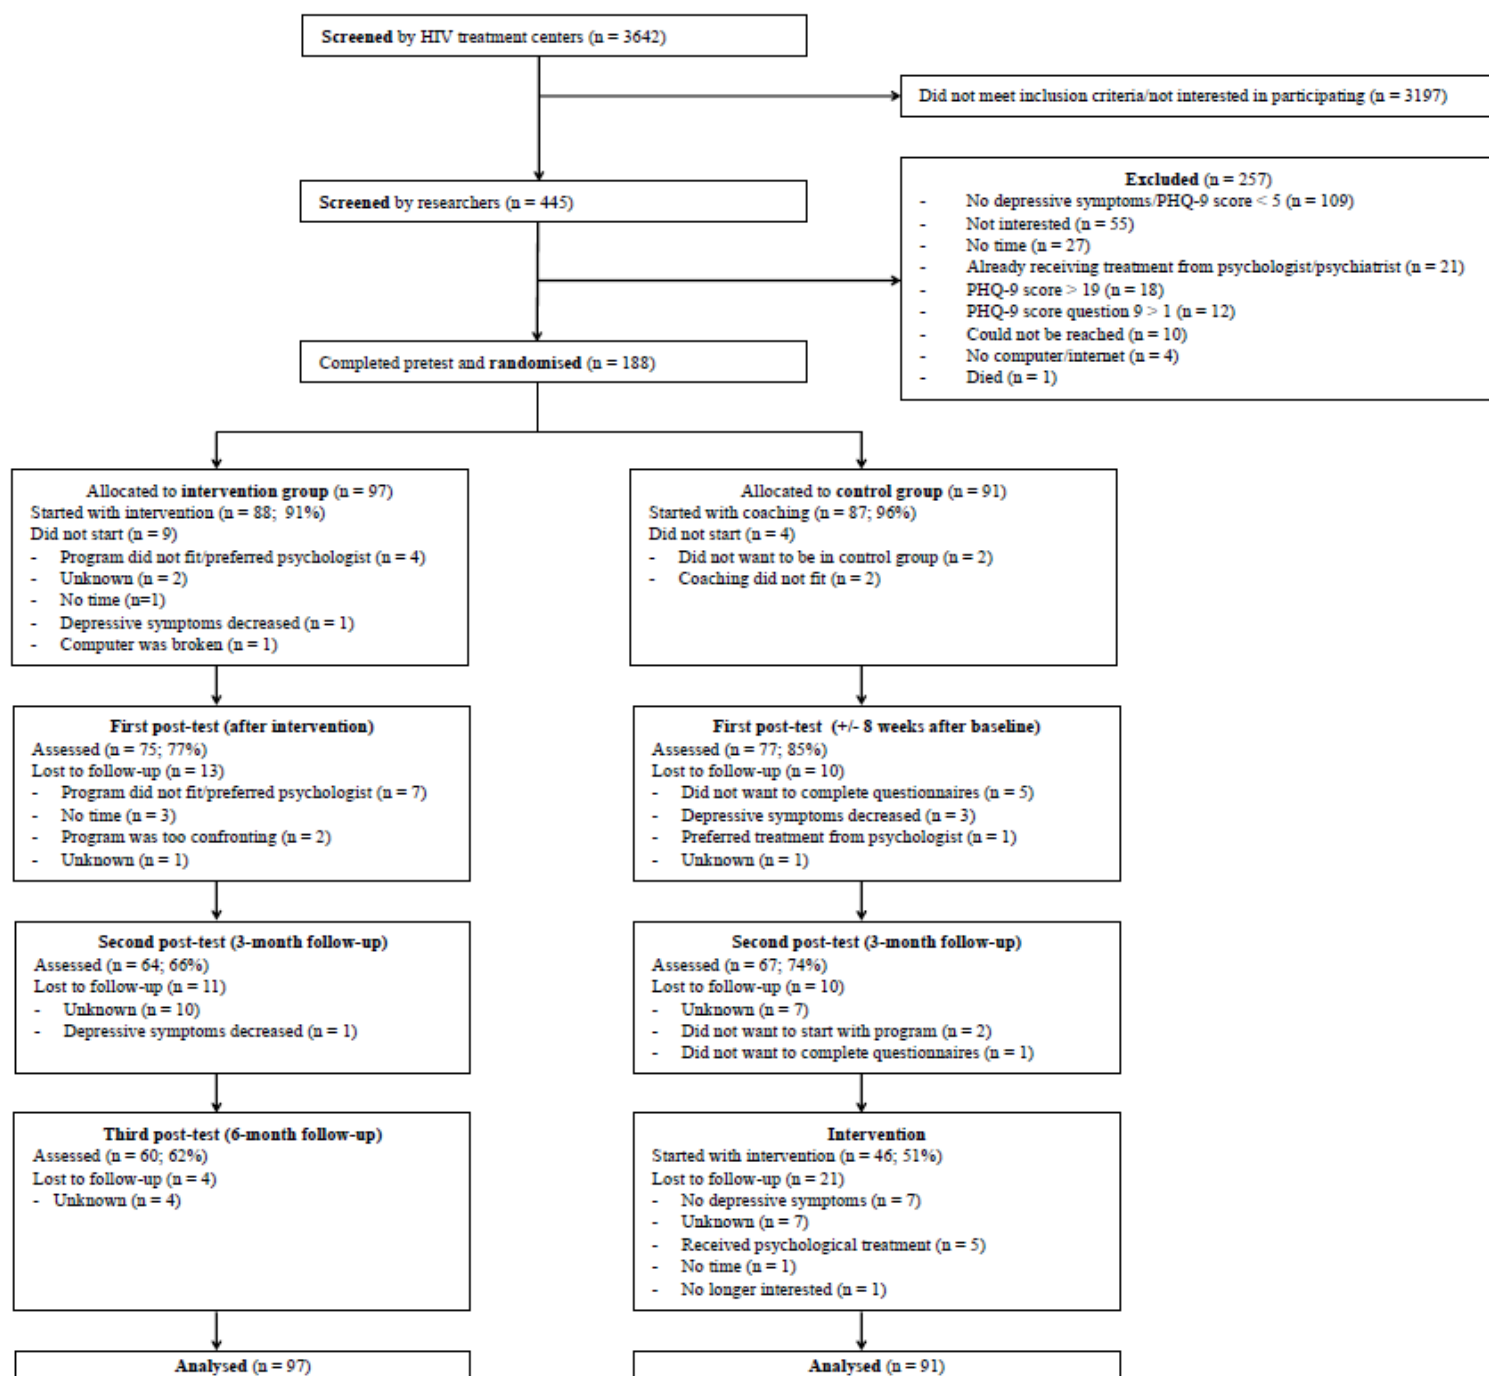 Screened by HIV treatment centers (n = 3642)
Did not meet inclusion criteria/not interested in participating (n = 3197)
Screened by researchers (n = 445)
Excluded (n = 257)
- No depressive symptoms/PHQ-9 score < 5 (n = 109)
- Not interested (n = 55)
- No time (n = 27)
- Already receiving treatment from psychologist/psychiatrist (n = 21)
- PHQ-9 score > 19 (n = 18)
- PHQ-9 score question 9 > 1 (n = 12)
- Could not be reached (n = 10)
- No computer/internet (n = 4)
- Died (n = 1)
Completed pretest and randomised (n = 188)
Allocated to intervention group (n = 97)
Started with intervention (n = 88; 91%)
Did not start (n = 9)
- Program did not fit/preferred psychologist (n = 4)
- Unknown (n = 2)
- No time (n=1)
- Depressive symptoms decreased (n = 1)
- Computer was broken (n = 1)
Allocated to control group (n = 91)
Started with coaching (n = 87; 96%)
Did not start (n = 4)
- Did not want to be in control group (n = 2)
- Coaching did not fit (n = 2)
First post-test (after intervention)
Assessed (n = 75; 77%)
Lost to follow-up (n = 13)
- Program did not fit/preferred psychologist (n = 7)
- No time (n = 3)
- Program was too confronting (n = 2)
- Unknown (n = 1)
First post-test (+/- 8 weeks after baseline)
Assessed (n = 77; 85%)
Lost to follow-up (n = 10)
- Did not want to complete questionnaires (n = 5)
- Depressive symptoms decreased (n = 3)
- Preferred treatment from psychologist (n = 1)
- Unknown (n = 1)
Second post-test (3-month follow-up)
Assessed (n = 64; 66%)
Lost to follow-up (n = 11)
- Unknown (n = 10)
- Depressive symptoms decreased (n = 1)
Second post-test (3-month follow-up)
Assessed (n = 67; 74%)
Lost to follow-up (n = 10)
- Unknown (n = 7)
- Did not want to start with program (n = 2)
- Did not want to complete questionnaires (n = 1)
Third post-test (6-month follow-up)
Assessed (n = 60; 62%)
Lost to follow-up (n = 4)
- Unknown (n = 4)
Intervention
Started with intervention (n = 46; 51%)
Lost to follow-up (n = 21)
- No depressive symptoms (n = 7)
- Unknown (n = 7)
- Received psychological treatment (n = 5)
- No time (n = 1)
- No longer interested (n = 1)
Analysed (n = 97)
Analysed (n = 91)